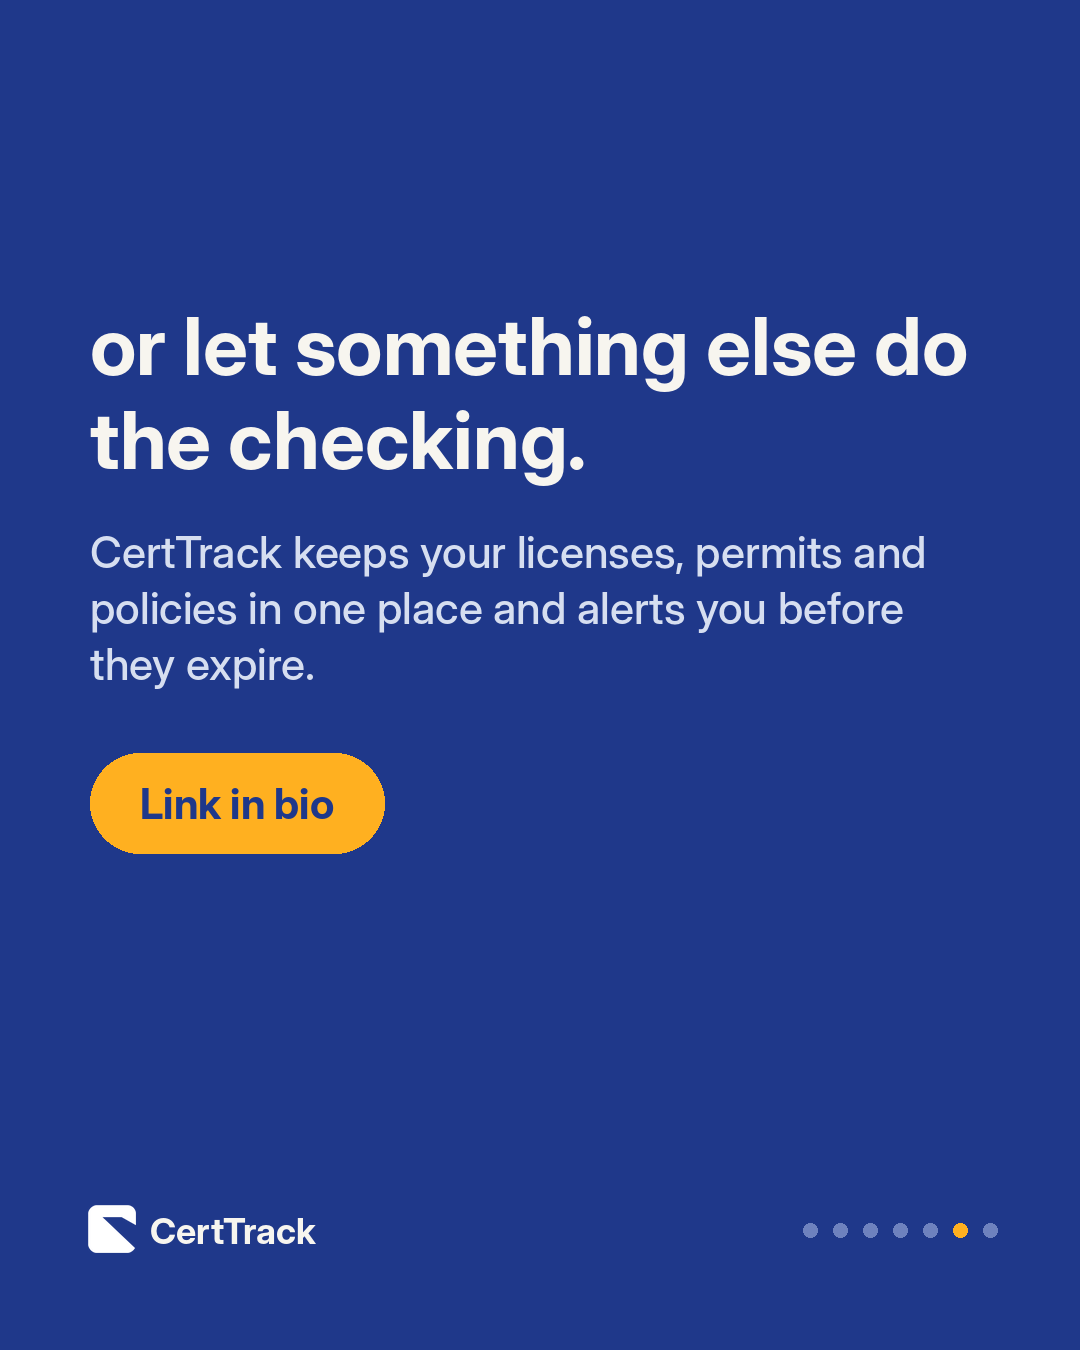 or let something else do
the checking.
CertTrack keeps your licenses, permits and
policies in one place and alerts you before
they expire.
Link in bio
CertTrack